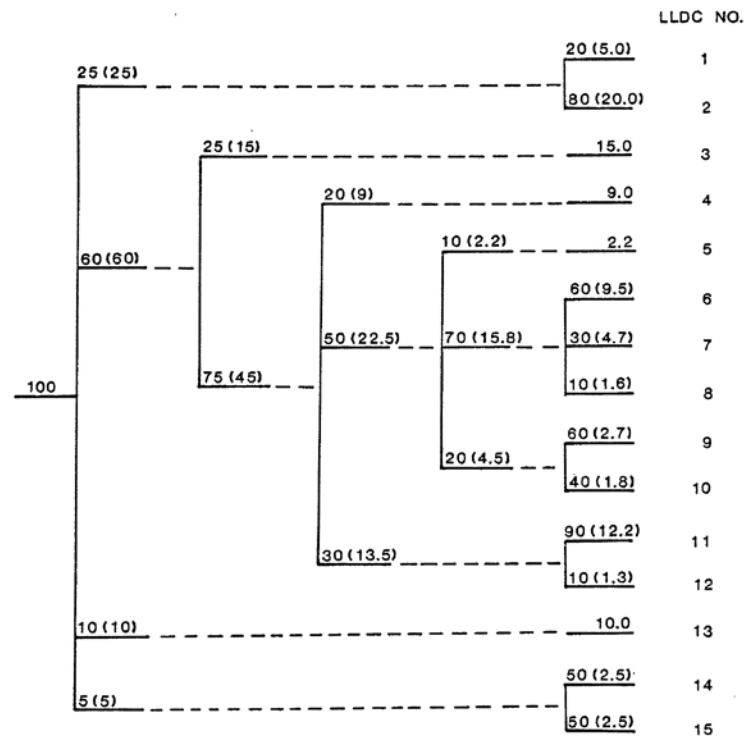 LLDC NO.
20 (5.0) 1
25 (25)
80 (20.0) 2
25 (15) 15.0 3
20 (9) 9.0 4
10 (2.2) 2.2 5
60 (60)
60 (9.5) 6
50 (22.5) 70 (15.8) 30 (4.7) 7
75 (45)
100
10 (1.6) 8
60 (2.7) 9
20 (4.5)
40 (1.8) 10
90 (12.2) 11
30 (13.5)
10 (1.3) 12
10 (10) 10.0 13
50 (2.5) 14
5 (5)
50 (2.5) 15